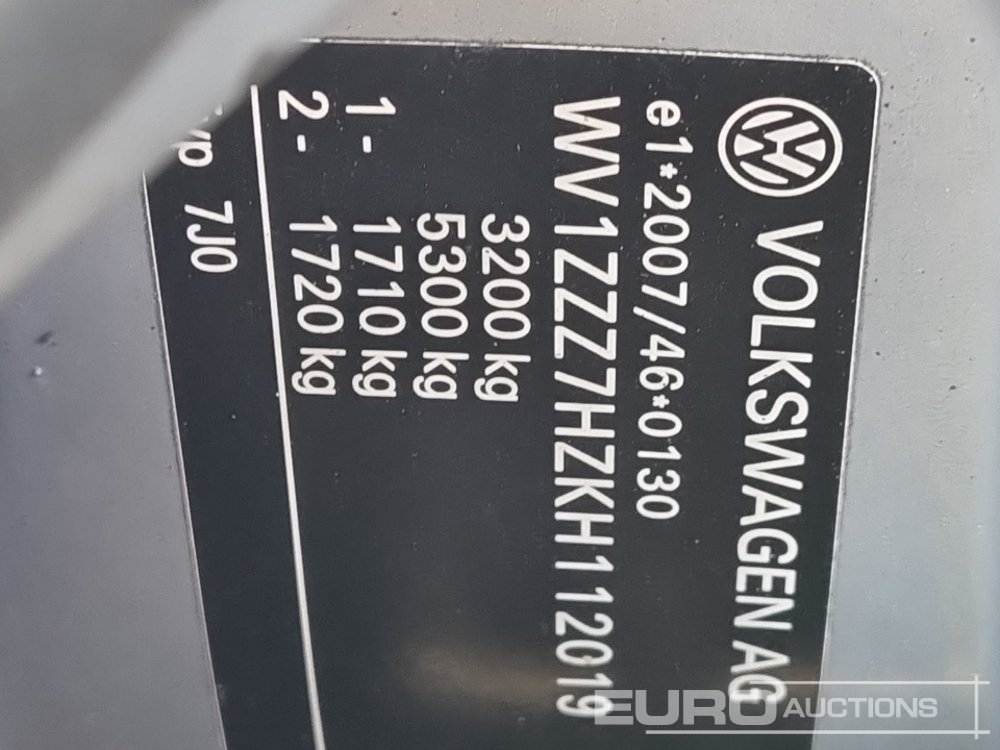 VOLKSWAGEN AG
e1*2007/46*0130
WV1ZZZ7HZKH112019
3200 kg
5300 kg
1- 1710 kg
2- 1720 kg
7J0
EURO AUCTIONS